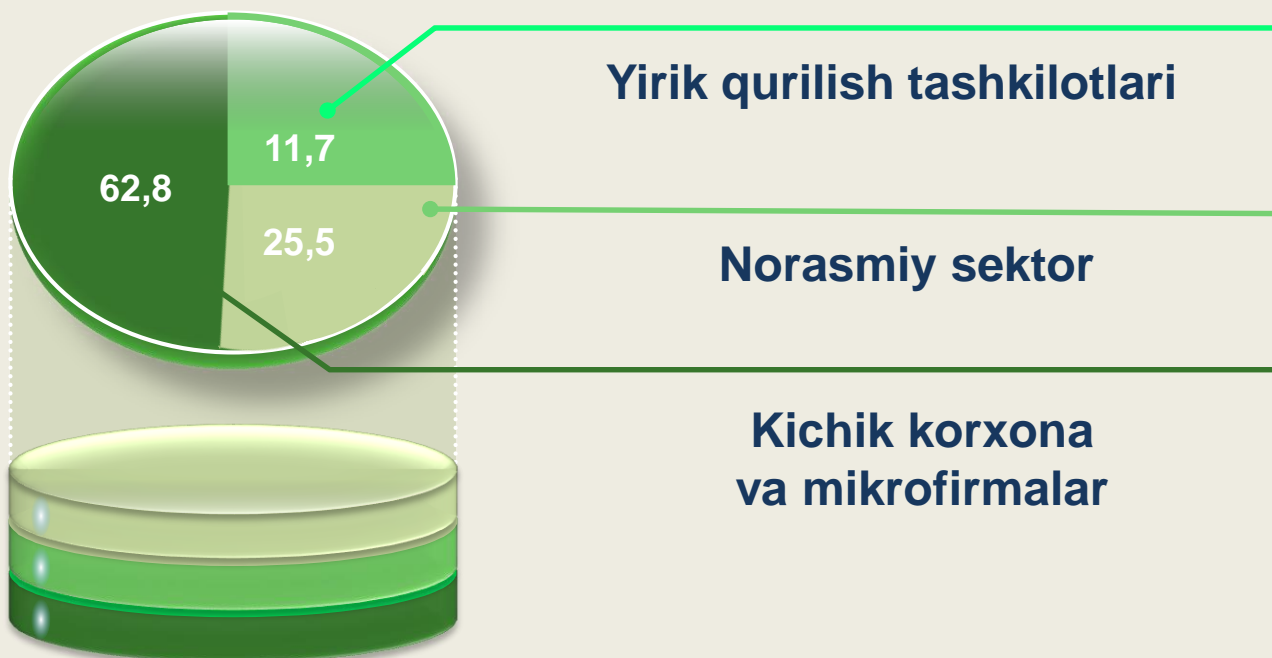 Yirik qurilish tashkilotlari
11,7
62,8
25,5
Norasmiy sektor
Kichik korxona
va mikrofirmalar